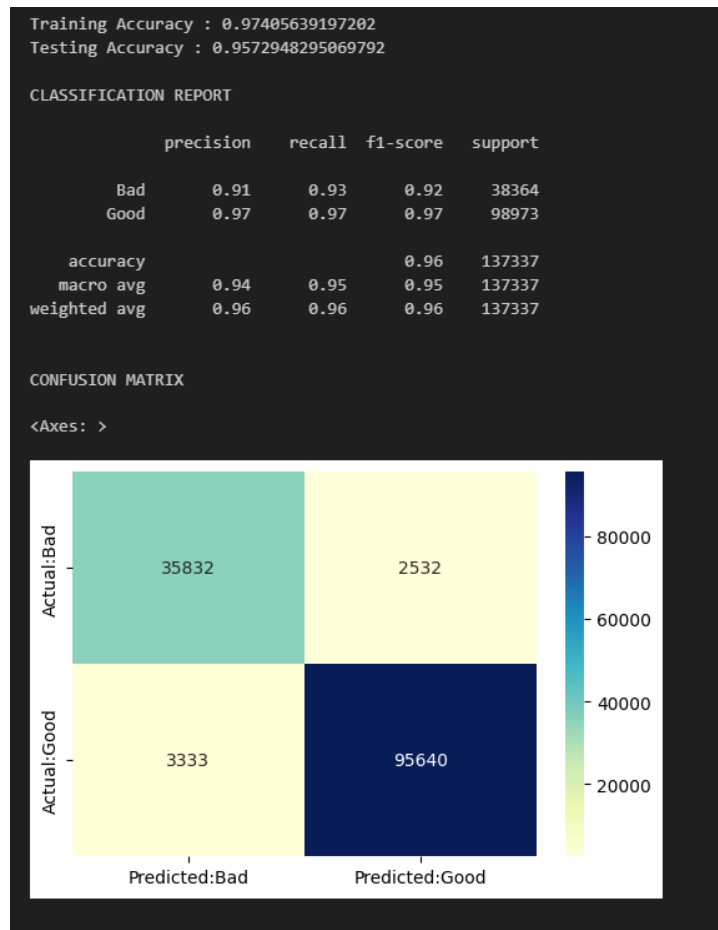 Training Accuracy : 0.97405639197202
Testing Accuracy : 0.9572948295069792
CLASSIFICATION REPORT
precision recall f1-score support
Bad 0.91 0.93 0.92 38364
Good 0.97 0.97 0.97 98973
accuracy 0.96 137337
macro avg 0.94 0.95 0.95 137337
weighted avg 0.96 0.96 0.96 137337
CONFUSION MATRIX
<Axes: >
Actual:Bad
35832 2532
Actual:Good
3333 95640
Predicted:Bad Predicted:Good
80000
60000
40000
20000